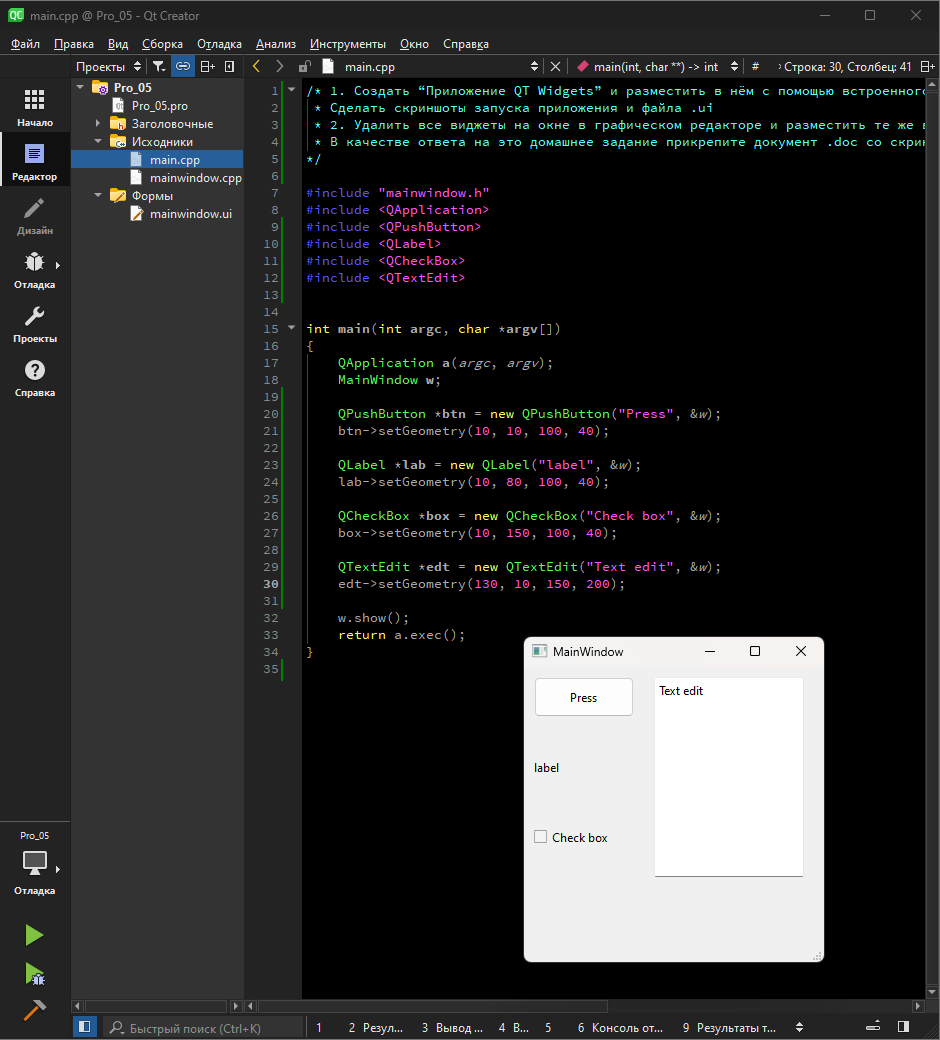 main.cpp @ Pro_05 - Qt Creator
Файл Правка Вид Сборка Отладка Анализ Инструменты Окно Справка
Проекты main.cpp main(int, char **) -> int # Строка: 30, Столбец: 41
Начало
Редактор
Дизайн
Отладка
Проекты
Справка
Pro_05
Pro_05.pro
Заголовочные
Исходники
main.cpp
mainwindow.cpp
Формы
mainwindow.ui
1 /* 1. Создать “Приложение QT Widgets” и разместить в нём с помощью встроенног
2 * Сделать скриншоты запуска приложения и файла .ui
3 * 2. Удалить все виджеты на окне в графическом редакторе и разместить те же
4 * В качестве ответа на это домашнее задание прикрепите документ .doc со скри
5 */
6
7 #include "mainwindow.h"
8 #include <QApplication>
9 #include <QPushButton>
10 #include <QLabel>
11 #include <QCheckBox>
12 #include <QTextEdit>
13
14
15 int main(int argc, char *argv[])
16 {
17 QApplication a(argc, argv);
18 MainWindow w;
19
20 QPushButton *btn = new QPushButton("Press", &w);
21 btn->setGeometry(10, 10, 100, 40);
22
23 QLabel *lab = new QLabel("label", &w);
24 lab->setGeometry(10, 80, 100, 40);
25
26 QCheckBox *box = new QCheckBox("Check box", &w);
27 box->setGeometry(10, 150, 100, 40);
28
29 QTextEdit *edt = new QTextEdit("Text edit", &w);
30 edt->setGeometry(130, 10, 150, 200);
31
32 w.show();
33 return a.exec();
34 }
35
MainWindow
Press
Text edit
label
Check box
Pro_05
Отладка
Быстрый поиск (Ctrl+K) 1 2 Резул... 3 Вывод ... 4 В... 5 6 Консоль от... 9 Результаты т...